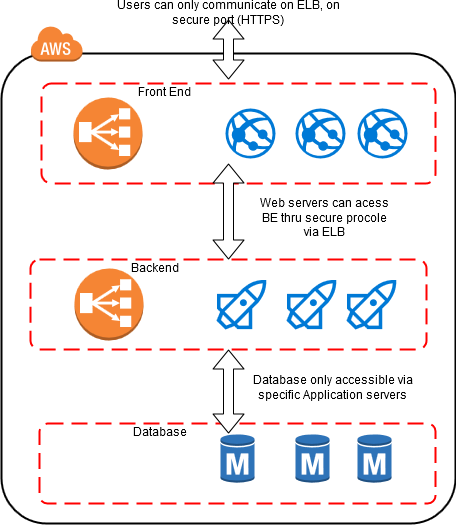 Users can only communicate on ELB, on
secure port (HTTPS)
AWS
Front End
Web servers can acess
BE thru secure procole
via ELB
Backend
Database only accessible via
specific Application servers
Database
M
M
M